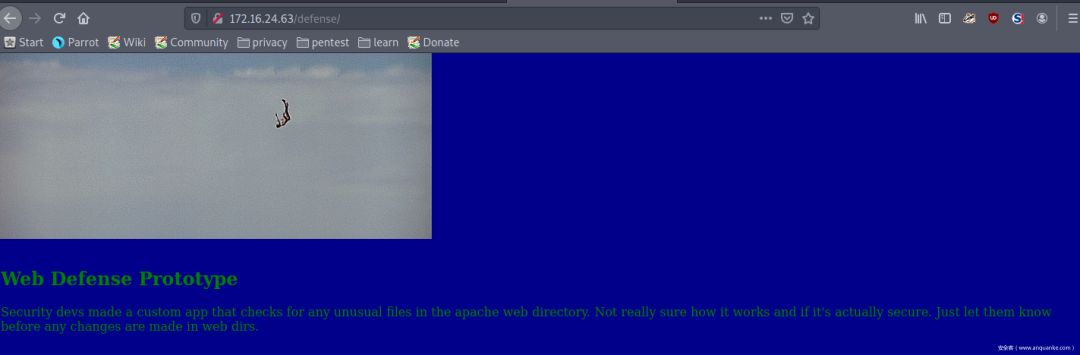 172.16.24.63/defense/
Start Parrot Wiki Community privacy pentest learn Donate
Web Defense Prototype
Security devs made a custom app that checks for any unusual files in the apache web directory. Not really sure how it works and if it's actually secure. Just let them know
before any changes are made in web dirs.
安全客（www.anquanke.com）